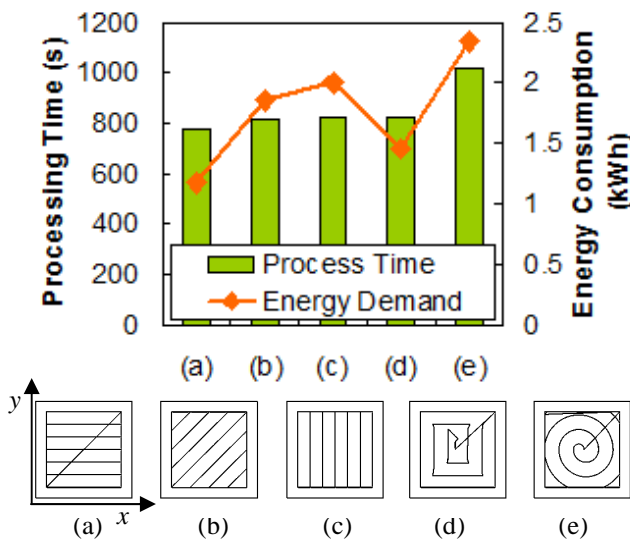 1200
1000
800
600
400
200
0
Processing Time (s)
2.5
2
1.5
1
0.5
0
Energy Consumption
(kWh)
Process Time
Energy Demand
(a) (b) (c) (d) (e)
y
x
(a) (b) (c) (d) (e)